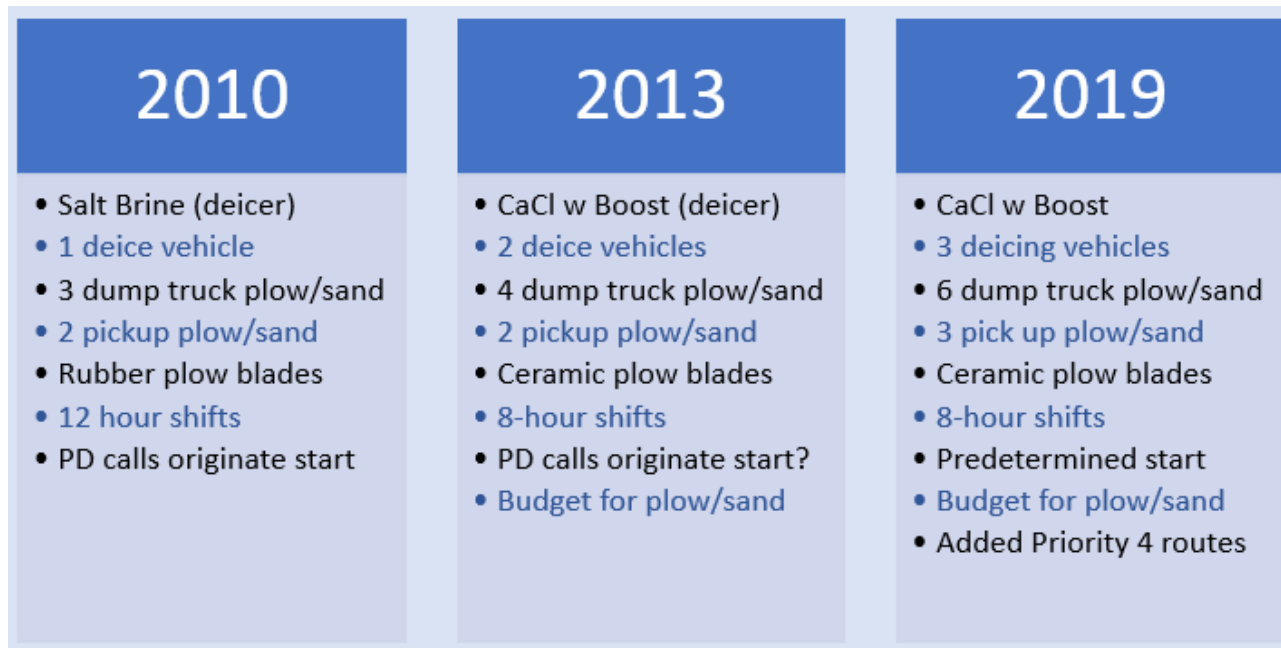 2010
• Salt Brine (deicer)
• 1 deice vehicle
• 3 dump truck plow/sand
• 2 pickup plow/sand
• Rubber plow blades
• 12 hour shifts
• PD calls originate start
2013
• CaCl w Boost (deicer)
• 2 deice vehicles
• 4 dump truck plow/sand
• 2 pickup plow/sand
• Ceramic plow blades
• 8-hour shifts
• PD calls originate start?
• Budget for plow/sand
2019
• CaCl w Boost
• 3 deicing vehicles
• 6 dump truck plow/sand
• 3 pick up plow/sand
• Ceramic plow blades
• 8-hour shifts
• Predetermined start
• Budget for plow/sand
• Added Priority 4 routes